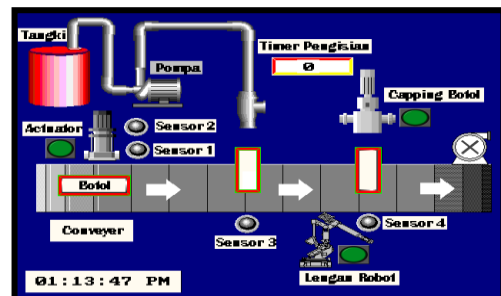 Tangki
Timer Pengisian
0
Pompa
Capping Botol
Actuator
Sensor 2
Sensor 1
Botol
Conveyer
Sensor 3
Sensor 4
Lengan Robot
01:13:47 PM